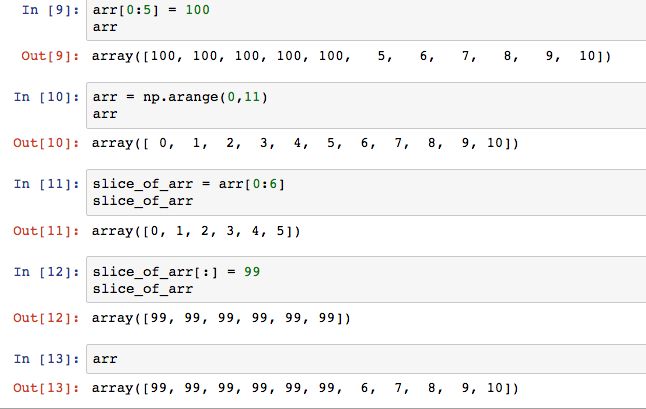 In [9]: arr[0:5] = 100
arr
Out[9]: array([100, 100, 100, 100, 100,   5,   6,   7,   8,   9,  10])
In [10]: arr = np.arange(0,11)
arr
Out[10]: array([ 0,  1,  2,  3,  4,  5,  6,  7,  8,  9, 10])
In [11]: slice_of_arr = arr[0:6]
slice_of_arr
Out[11]: array([0, 1, 2, 3, 4, 5])
In [12]: slice_of_arr[:] = 99
slice_of_arr
Out[12]: array([99, 99, 99, 99, 99, 99])
In [13]: arr
Out[13]: array([99, 99, 99, 99, 99, 99,  6,  7,  8,  9, 10])